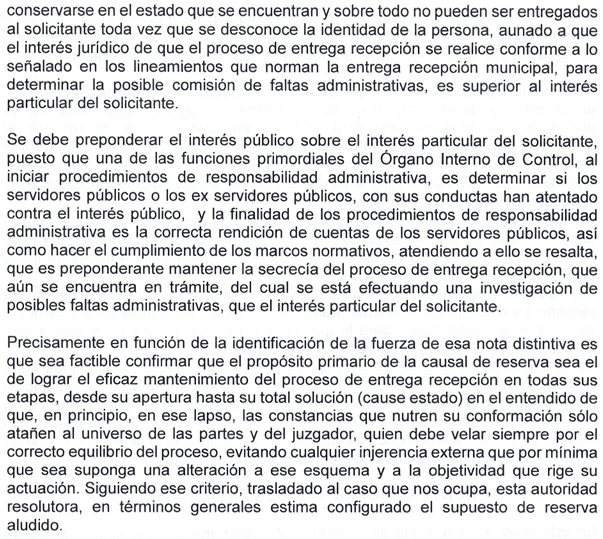 conservarse en el estado que se encuentran y sobre todo no pueden ser entregados
al solicitante toda vez que se desconoce la identidad de la persona, aunado a que
el interés jurídico de que el proceso de entrega recepción se realice conforme a lo
señalado en los lineamientos que norman la entrega recepción municipal, para
determinar la posible comisión de faltas administrativas, es superior al interés
particular del solicitante.
Se debe preponderar el interés público sobre el interés particular del solicitante,
puesto que una de las funciones primordiales del Órgano Interno de Control, al
iniciar procedimientos de responsabilidad administrativa, es determinar si los
servidores públicos o los ex servidores públicos, con sus conductas han atentado
contra el interés público, y la finalidad de los procedimientos de responsabilidad
administrativa es la correcta rendición de cuentas de los servidores públicos, así
como hacer el cumplimiento de los marcos normativos, atendiendo a ello se resalta,
que es preponderante mantener la secrecía del proceso de entrega recepción, que
aún se encuentra en trámite, del cual se está efectuando una investigación de
posibles faltas administrativas, que el interés particular del solicitante.
Precisamente en función de la identificación de la fuerza de esa nota distintiva es
que sea factible confirmar que el propósito primario de la causal de reserva sea el
de lograr el eficaz mantenimiento del proceso de entrega recepción en todas sus
etapas, desde su apertura hasta su total solución (cause estado) en el entendido de
que, en principio, en ese lapso, las constancias que nutren su conformación sólo
atañen al universo de las partes y del juzgador, quien debe velar siempre por el
correcto equilibrio del proceso, evitando cualquier injerencia externa que por mínima
que sea suponga una alteración a ese esquema y a la objetividad que rige su
actuación. Siguiendo ese criterio, trasladado al caso que nos ocupa, esta autoridad
resolutora, en términos generales estima configurado el supuesto de reserva
aludido.